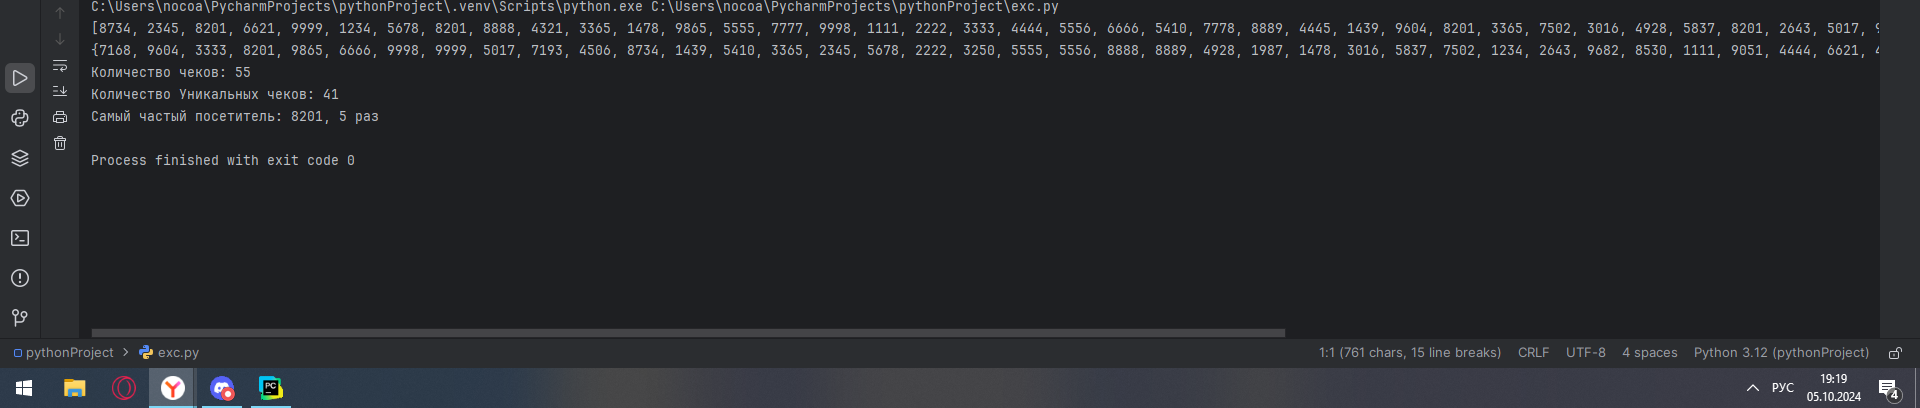 C:\Users\nocoa\PycharmProjects\pythonProject\.venv\Scripts\python.exe C:\Users\nocoa\PycharmProjects\pythonProject\exc.py
[8734, 2345, 8201, 6621, 9999, 1234, 5678, 8201, 8888, 4321, 3365, 1478, 9865, 5555, 7777, 9998, 1111, 2222, 3333, 4444, 5556, 6666, 5410, 7778, 8889, 4445, 1439, 9604, 8201, 3365, 7502, 3016, 4928, 5837, 8201, 2643, 5017,
{7168, 9604, 3333, 8201, 9865, 6666, 9998, 9999, 5017, 7193, 4506, 8734, 1439, 5410, 3365, 2345, 5678, 3250, 5555, 5556, 8888, 8889, 4928, 1987, 1478, 3016, 5837, 7502, 1234, 2643, 9682, 8530, 1111, 9051, 4444, 6621,
Количество чеков: 55
Количество Уникальных чеков: 41
Самый частый посетитель: 8201, 5 раз
Process finished with exit code 0
pythonProject > exc.py
1:1 (761 chars, 15 line breaks) CRLF UTF-8 4 spaces Python 3.12 (pythonProject)
PC
РУС
19:19
05.10.2024
4